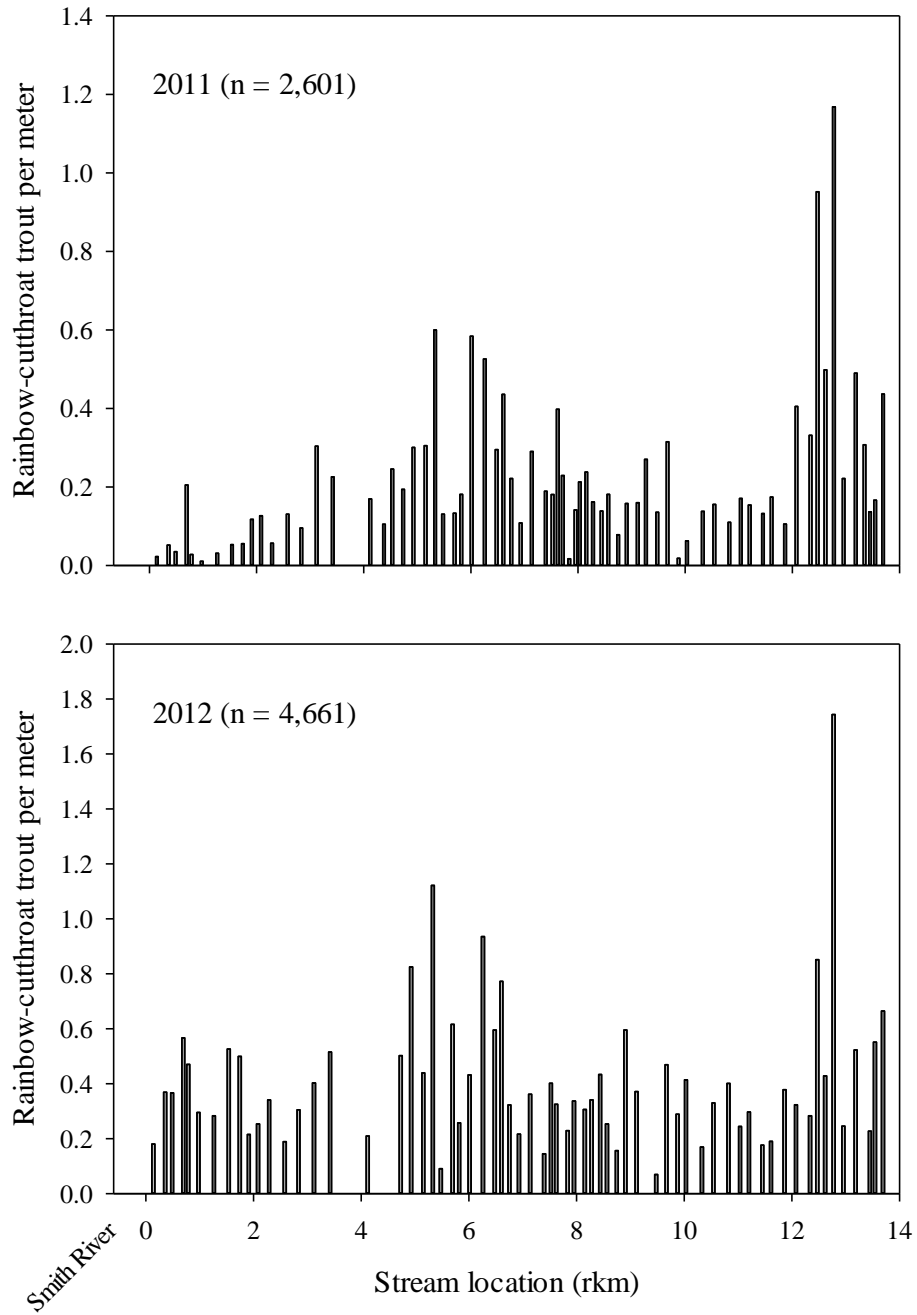 1.4
1.2
1.0
0.8
0.6
0.4
0.2
0.0
Rainbow-cutthroat trout per meter
2011 (n = 2,601)
2.0
1.8
1.6
1.4
1.2
1.0
0.8
0.6
0.4
0.2
0.0
Rainbow-cutthroat trout per meter
2012 (n = 4,661)
0 2 4 6 8 10 12 14
Smith River
Stream location (rkm)